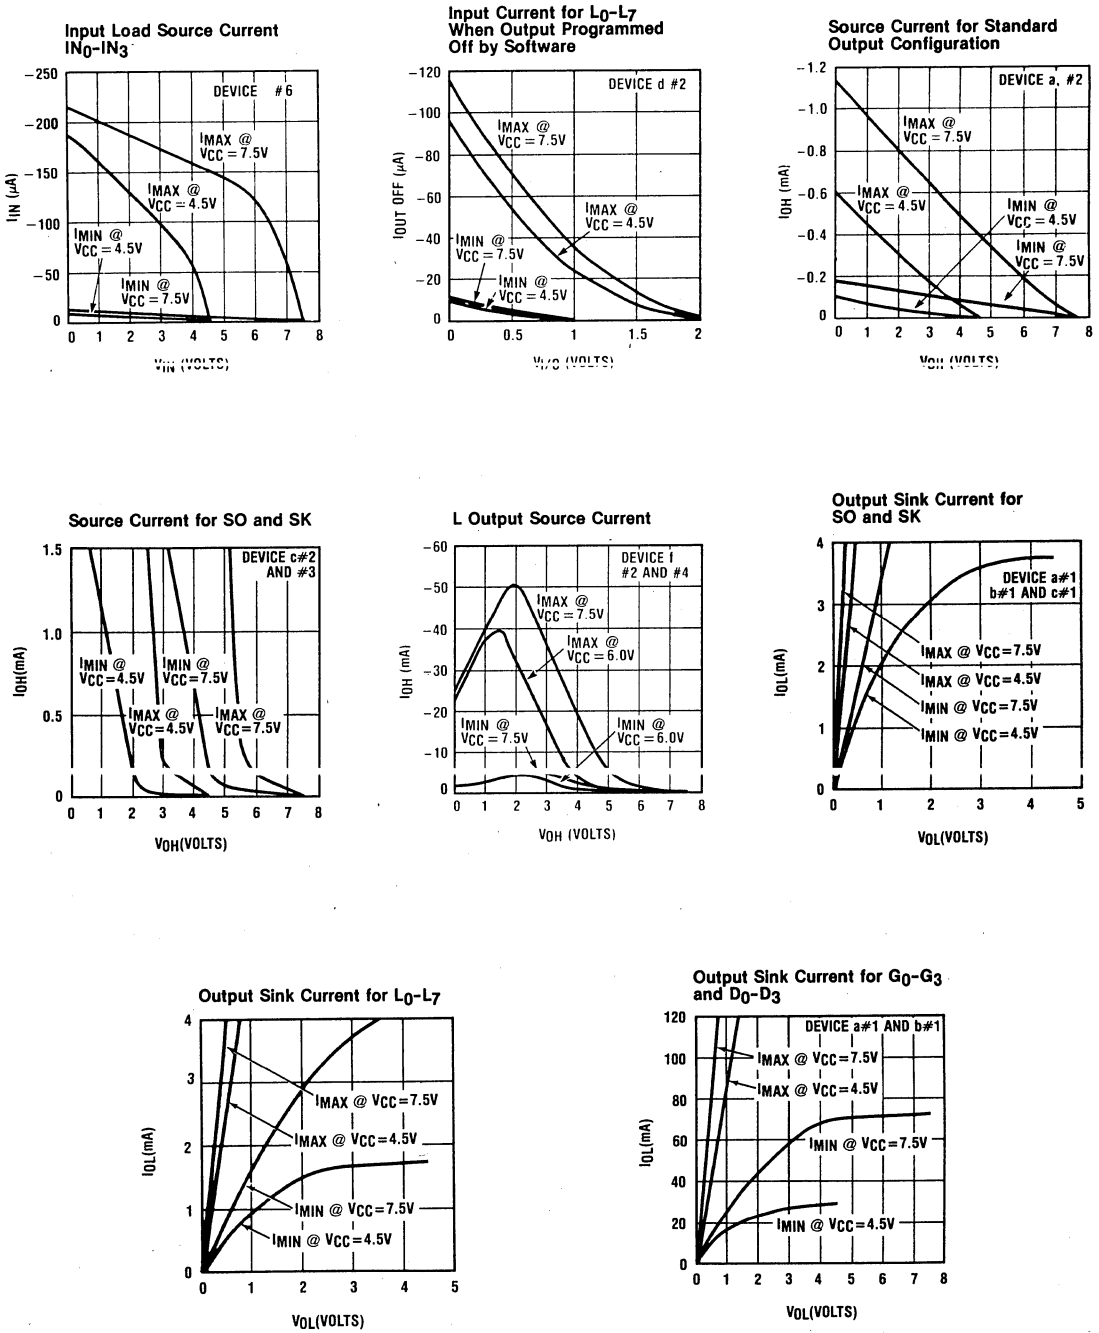 Input Load Source Current
IN0–IN3
–250
–200
–150
–100
–50
0
IIN (μA)
DEVICE #6
IMAX @
VCC = 7.5V
IMAX @
VCC = 4.5V
IMIN @
VCC = 4.5V
IMIN @
VCC = 7.5V
0 1 2 3 4 5 6 7 8
VIN (VOLTS)
Input Current for L0–L7
When Output Programmed
Off by Software
–120
–100
–80
–60
–40
–20
0
IOUT OFF (μA)
DEVICE d #2
IMAX @
VCC = 7.5V
IMAX @
VCC = 4.5V
IMIN @
VCC = 7.5V
IMIN @
VCC = 4.5V
0 0.5 1 1.5 2
VI/O (VOLTS)
Source Current for Standard
Output Configuration
–1.2
–1.0
–0.8
–0.6
–0.4
–0.2
0
IOH (mA)
DEVICE a, #2
IMAX @
VCC = 7.5V
IMAX @
VCC = 4.5V
IMIN @
VCC = 4.5V
IMIN @
VCC = 7.5V
0 1 2 3 4 5 6 7 8
VOH (VOLTS)
Source Current for SO and SK
1.5
1.0
0.5
0
IOH(mA)
DEVICE c#2
AND #3
IMIN @
VCC = 4.5V
IMIN @
VCC = 7.5V
IMAX @
VCC = 4.5V
IMAX @
VCC = 7.5V
0 1 2 3 4 5 6 7 8
VOH(VOLTS)
L Output Source Current
–60
–50
–40
–30
–20
–10
0
IOH (mA)
DEVICE f
#2 AND #4
IMAX @
VCC = 7.5V
IMAX @
VCC = 6.0V
IMIN @
VCC = 7.5V
IMIN @
VCC = 6.0V
0 1 2 3 4 5 6 7 8
VOH (VOLTS)
Output Sink Current for
SO and SK
4
3
2
1
0
IOL(mA)
DEVICE a#1
b#1 AND c#1
IMAX @ VCC = 7.5V
IMAX @ VCC = 4.5V
IMIN @ VCC = 7.5V
IMIN @ VCC = 4.5V
0 1 2 3 4 5
VOL(VOLTS)
Output Sink Current for L0–L7
4
3
2
1
0
IOL(mA)
IMAX @ VCC = 7.5V
IMAX @ VCC = 4.5V
IMIN @ VCC = 7.5V
IMIN @ VCC = 4.5V
0 1 2 3 4 5
VOL(VOLTS)
Output Sink Current for G0–G3
and D0–D3
120
100
80
60
40
20
0
IOL(mA)
DEVICE a#1 AND b#1
IMAX @ VCC = 7.5V
IMAX @ VCC = 4.5V
IMIN @ VCC = 7.5V
IMIN @ VCC = 4.5V
0 1 2 3 4 5 6 7 8
VOL(VOLTS)